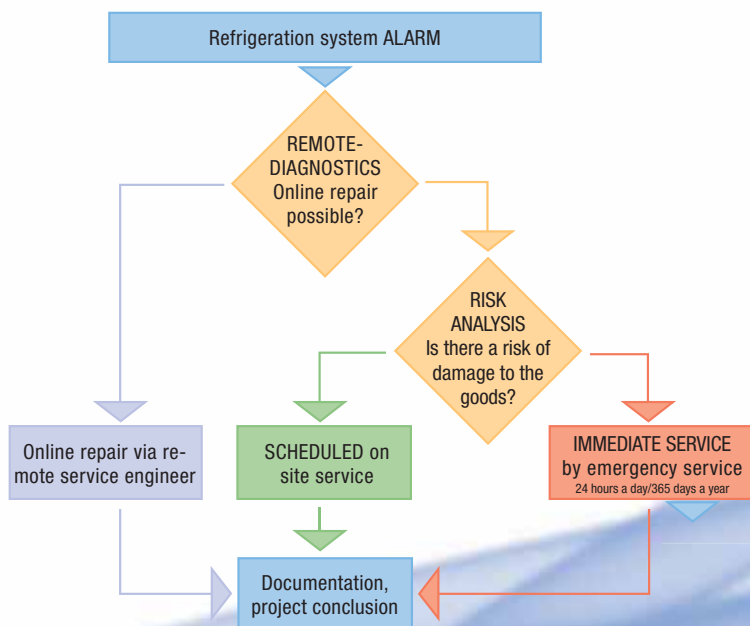 Refrigeration system ALARM
REMOTE-
DIAGNOSTICS
Online repair
possible?
RISK
ANALYSIS
Is there a risk of
damage to the
goods?
Online repair via re-
mote service engineer
SCHEDULED on
site service
IMMEDIATE SERVICE
by emergency service
24 hours a day/365 days a year
Documentation,
project conclusion